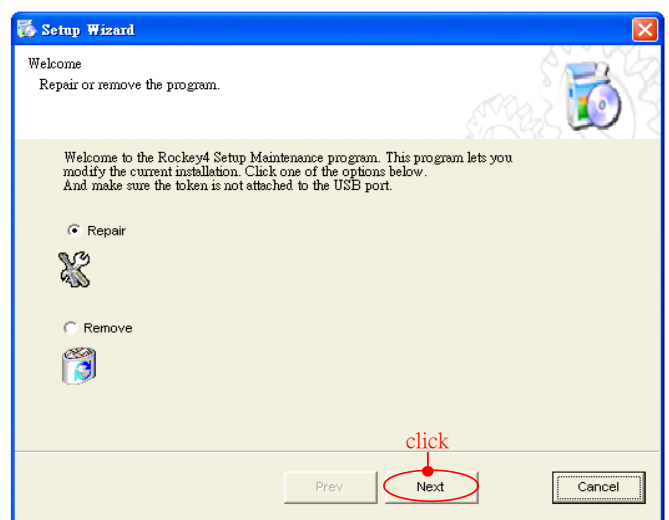 Setup Wizard
Welcome
Repair or remove the program.
Welcome to the Rockey4 Setup Maintenance program. This program lets you
modify the current installation. Click one of the options below.
And make sure the token is not attached to the USB port.
Repair
Remove
click
Prev
Next
Cancel